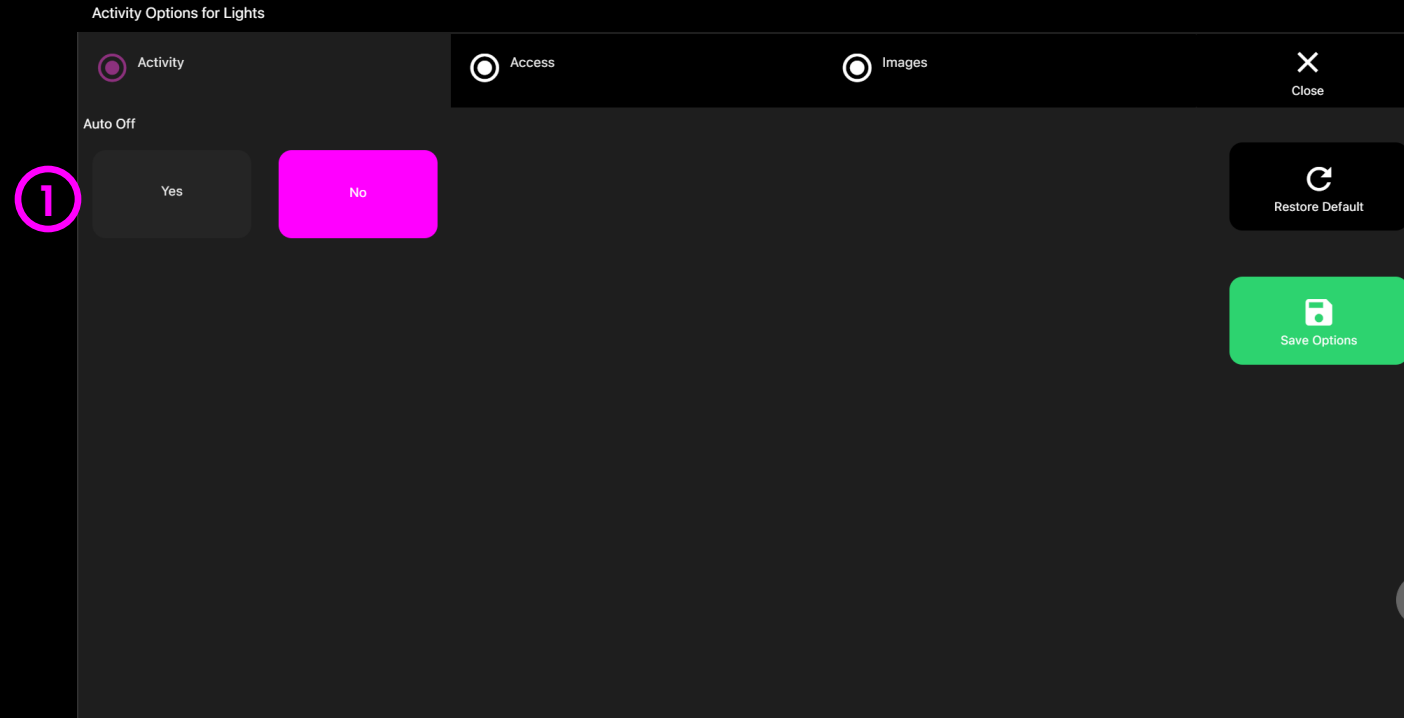 Activity Options for Lights
Activity
Access
Images
Close
Auto Off
1
Yes
No
Restore Default
Save Options